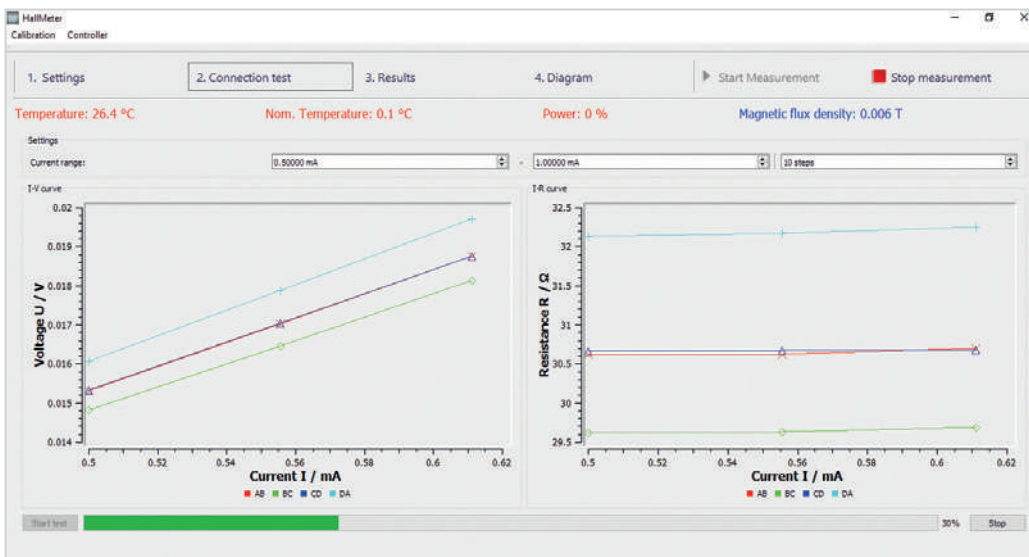 HallMeter
Calibration Controller
1. Settings 2. Connection test 3. Results 4. Diagram Start Measurement Stop measurement
Temperature: 26.4 °C Nom. Temperature: 0.1 °C Power: 0 % Magnetic flux density: 0.006 T
Settings
Current range: 0.50000 mA - 1.00000 mA 10 steps
I-V curve
0.02
0.019
0.018
0.017
0.016
0.015
0.014
Voltage U / V
0.5 0.52 0.54 0.56 0.58 0.6 0.62
Current I / mA
AB BC CD DA
I-R curve
32.5
32
31.5
31
30.5
30
29.5
Resistance R / Ω
0.5 0.52 0.54 0.56 0.58 0.6 0.62
Current I / mA
AB BC CD DA
Start test 30% Stop